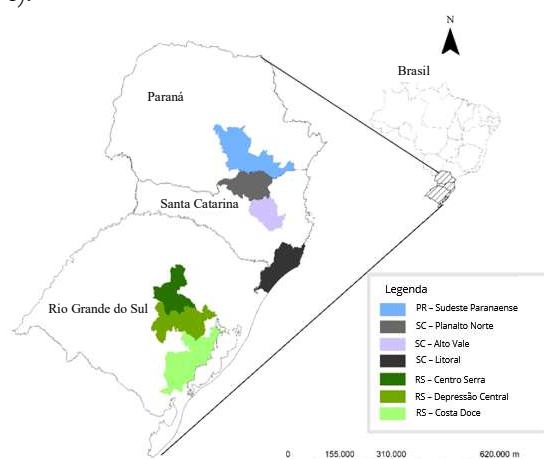 N
Brasil
Paraná
Santa Catarina
Rio Grande do Sul
Legenda
PR – Sudeste Paranaense
SC – Planalto Norte
SC – Alto Vale
SC – Litoral
RS – Centro Serra
RS – Depressão Central
RS – Costa Doce
0 155.000 310.000 620.000 m